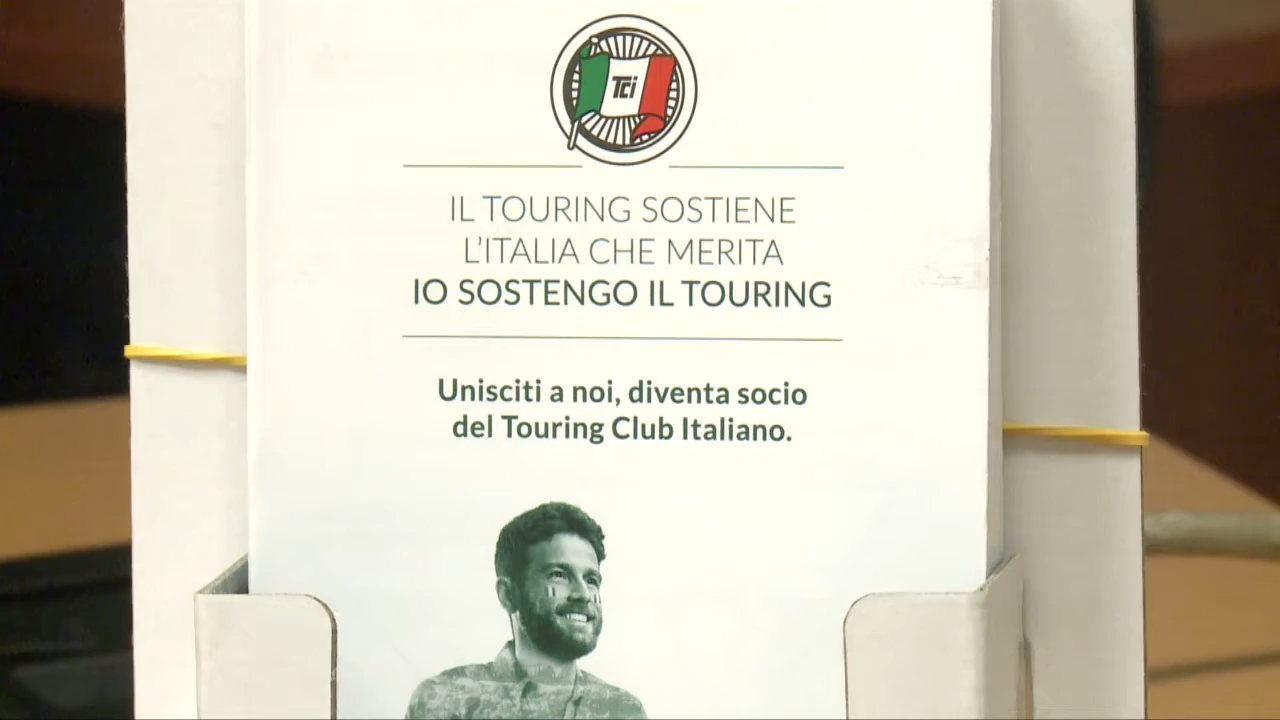 Tci
IL TOURING SOSTIENE
L'ITALIA CHE MERITA
IO SOSTENGO IL TOURING
Unisciti a noi, diventa socio
del Touring Club Italiano.